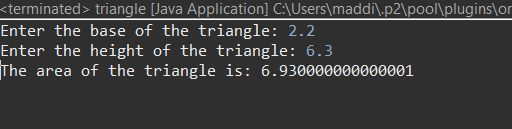 <terminated> triangle [Java Application] C:\Users\maddi\.p2\pool\plugins\or
Enter the base of the triangle: 2.2
Enter the height of the triangle: 6.3
The area of the triangle is: 6.930000000000001